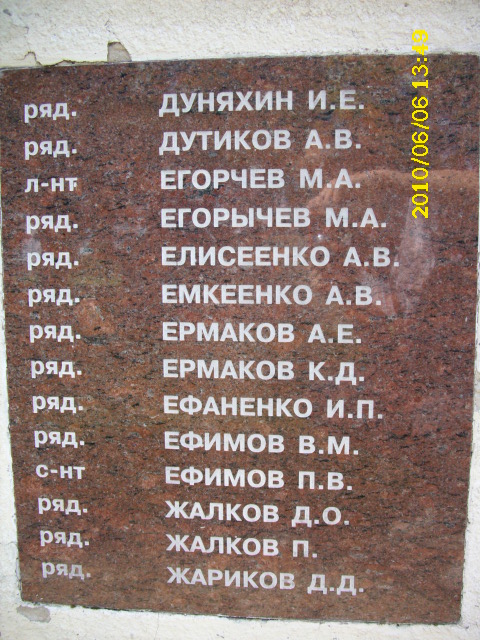 ряд. ДУНЯХИН И.Е.
ряд. ДУТИКОВ А.В.
л-нт ЕГОРЧЕВ М.А.
ряд. ЕГОРЫЧЕВ М.А.
ряд. ЕЛИСЕЕНКО А.В.
ряд. ЕМКЕЕНКО А.В.
ряд. ЕРМАКОВ А.Е.
ряд. ЕРМАКОВ К.Д.
ряд. ЕФАНЕНКО И.П.
ряд. ЕФИМОВ В.М.
с-нт ЕФИМОВ П.В.
ряд. ЖАЛКОВ Д.О.
ряд. ЖАЛКОВ П.
ряд. ЖАРИКОВ Д.Д.
2010/06/06 13:49